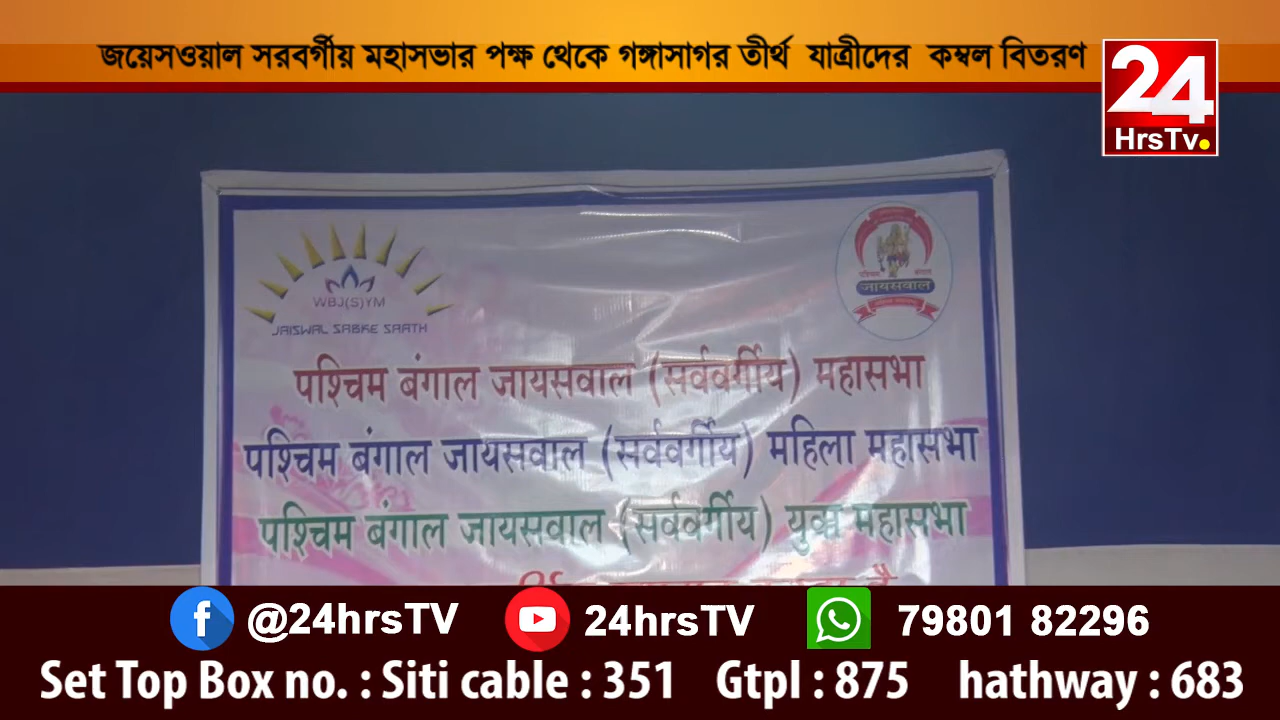 জয়েসওয়াল সরবর্গীয় মহাসভার পক্ষ থেকে গঙ্গাসাগর তীর্থ যাত্রীদের কম্বল বিতরণ
24
HrsTv.
WBJ(S)YM
JAISWAL SABKE SAATH
पश्चिम बंगाल
जायसवाल
पश्चिम बंगाल जायसवाल (सर्ववर्गीय) महासभा
पश्चिम बंगाल जायसवाल (सर्ववर्गीय) महिला महासभा
पश्चिम बंगाल जायसवाल (सर्ववर्गीय) युवा महासभा
@24hrsTV 24hrsTV 79801 82296
Set Top Box no. : Siti cable : 351 Gtpl : 875 hathway : 683